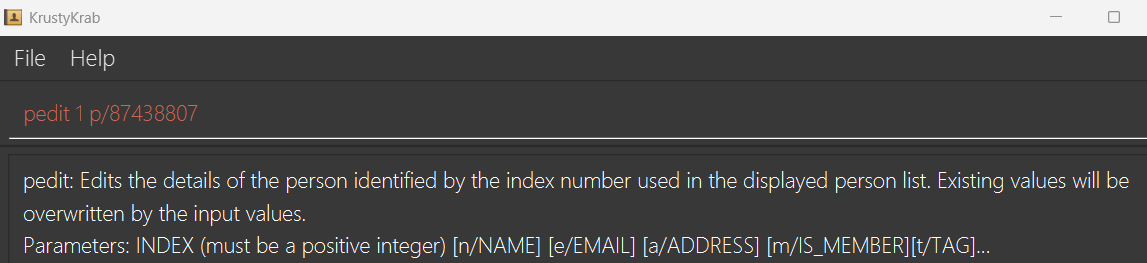 KrustyKrab
File Help
pedit 1 p/87438807
pedit: Edits the details of the person identified by the index number used in the displayed person list. Existing values will be
overwritten by the input values.
Parameters: INDEX (must be a positive integer) [n/NAME] [e/EMAIL] [a/ADDRESS] [m/IS_MEMBER][t/TAG]...